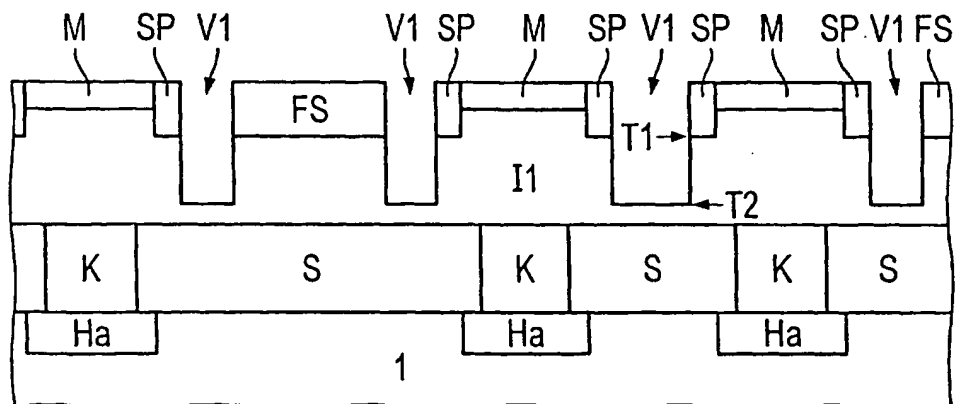 M SP V1 V1 SP M SP V1 SP M SP V1 FS
FS
T1
I1
T2
K S K S K S
Ha Ha Ha
1